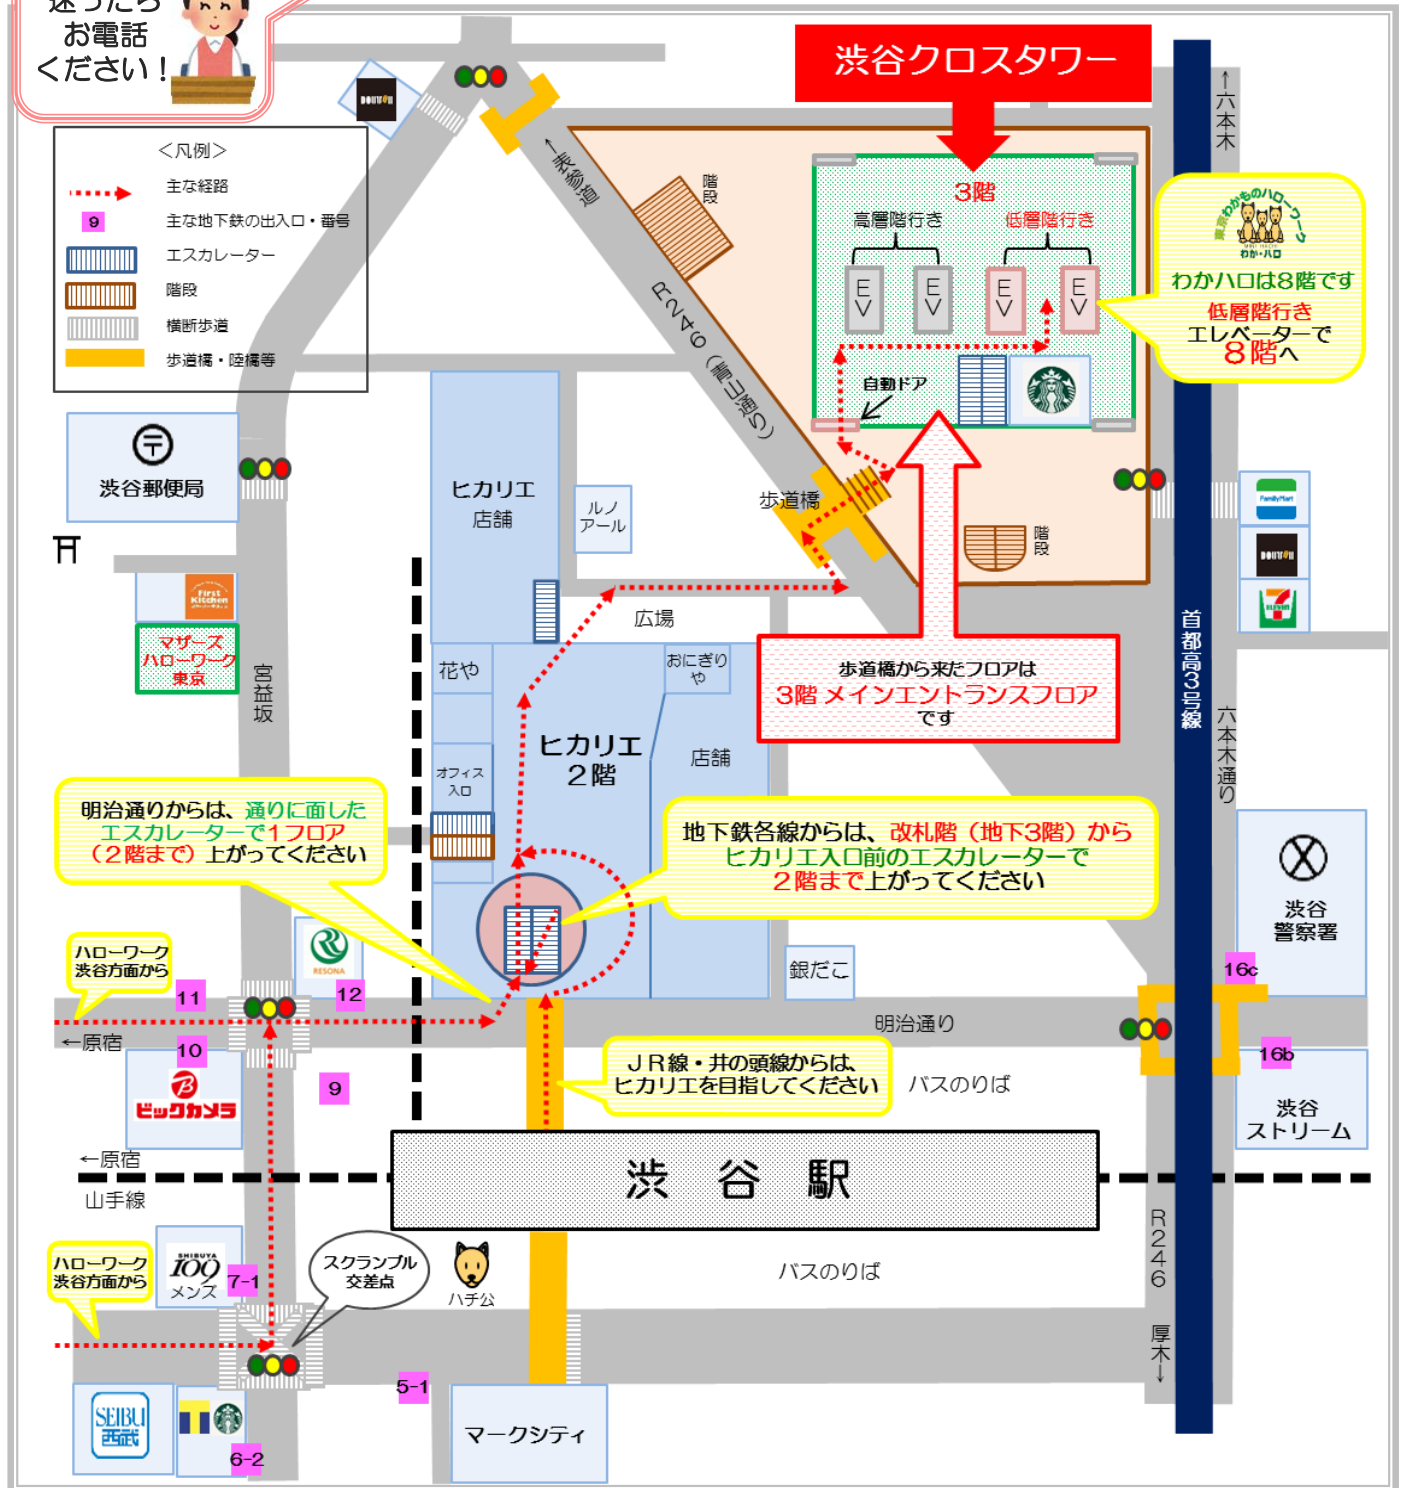 迷ったら
お電話
ください！
＜凡例＞
主な経路
9
主な地下鉄の出入口・番号
エスカレーター
階段
横断歩道
歩道橋・陸橋等
渋谷クロスタワー
↑六本木
↑表参道
階段
3階
高層階行き
低層階行き
EV
EV
EV
EV
自動ドア
東京わかものハローワーク
わか・ハロ
わかハロは8階です
低層階行き
エレベーターで
8階へ
R246（青山通り）
歩道橋
階段
渋谷郵便局
ヒカリエ
店舗
ルノ
アール
FamilyMart
ELEVEN
First
Kitchen
マザーズ
ハローワーク
東京
宮益坂
広場
花や
おにぎり
や
歩道橋から来たフロアは
3階 メインエントランスフロア
です
首都高3号線
六本木通り
ヒカリエ
2階
店舗
オフィス
入口
明治通りからは、通りに面した
エスカレーターで1フロア
（2階まで）上がってください
地下鉄各線からは、改札階（地下3階）から
ヒカリエ入口前のエスカレーターで
2階まで上がってください
渋谷
警察署
ハローワーク
渋谷方面から
RESONA
銀だこ
11
12
16c
←原宿
10
明治通り
16b
9
ビックカメラ
JR線・井の頭線からは、
ヒカリエを目指してください
バスのりば
渋谷
ストリーム
←原宿
山手線
渋谷駅
R246
厚木→
ハローワーク
渋谷方面から
SHIBUYA
109
メンズ
7-1
スクランブル
交差点
ハチ公
バスのりば
5-1
SEIBU
西武
6-2
マークシティ